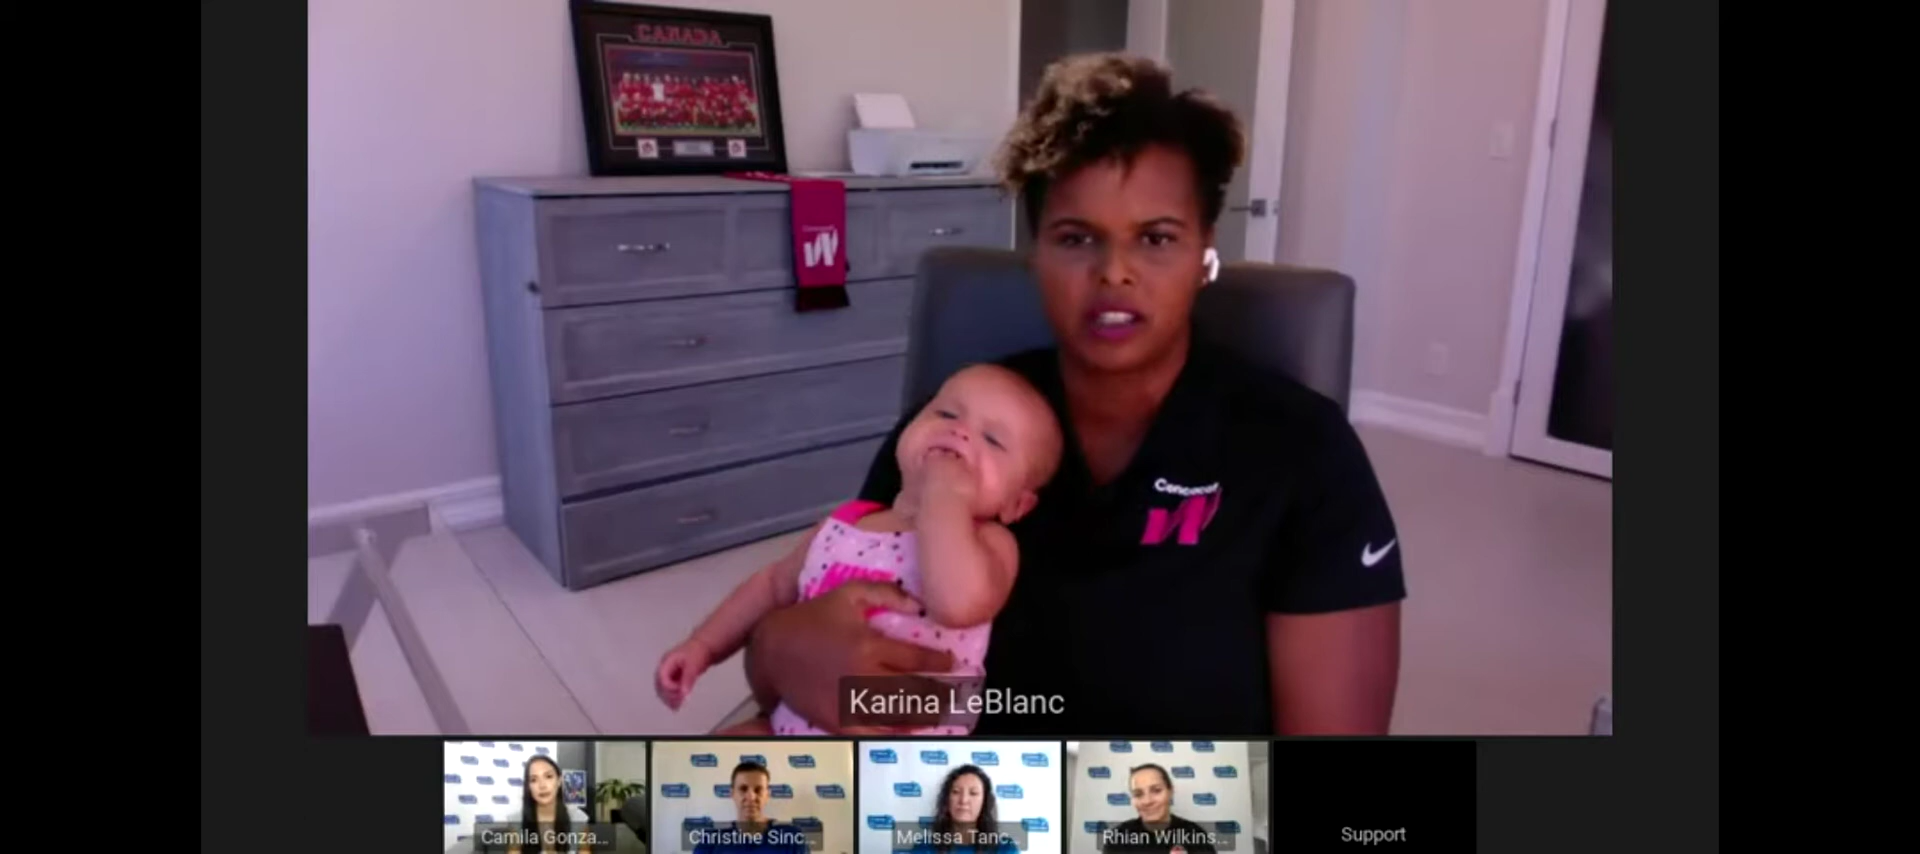 CANADA
Concacaf
W
Karina LeBlanc
Camila Gonza...
Christine Sinc...
Melissa Tanc...
Rhian Wilkins...
Support